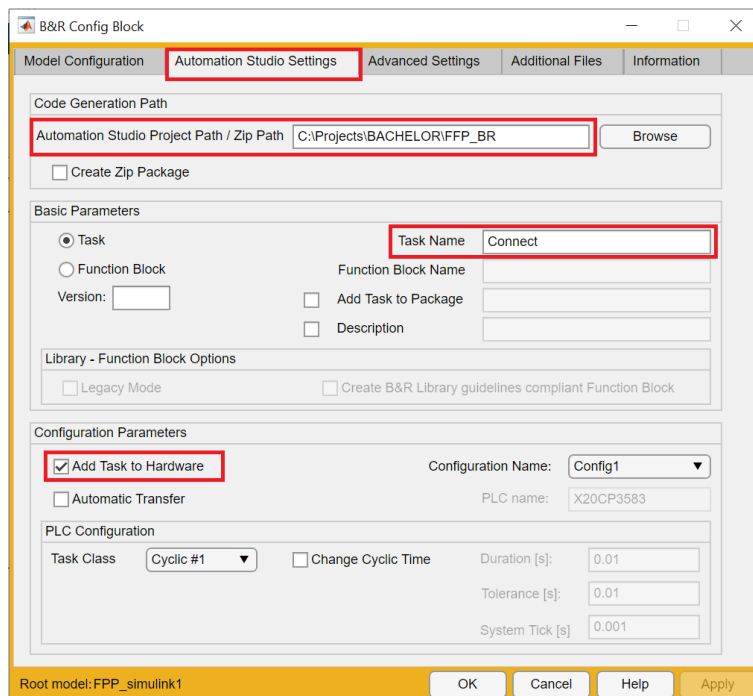 B&R Config Block
Model Configuration Automation Studio Settings Advanced Settings Additional Files Information
Code Generation Path
Automation Studio Project Path / Zip Path C:\Projects\BACHELOR\FFP_BR Browse
Create Zip Package
Basic Parameters
Task Task Name Connect
Function Block Function Block Name
Version: Add Task to Package
Description
Library - Function Block Options
Legacy Mode Create B&R Library guidelines compliant Function Block
Configuration Parameters
Add Task to Hardware Configuration Name: Config1
Automatic Transfer PLC name: X20CP3583
PLC Configuration
Task Class Cyclic #1 Change Cyclic Time Duration [s]: 0.01
Tolerance [s]: 0.01
System Tick [s] 0.001
Root model:FPP_simulink1 OK Cancel Help Apply